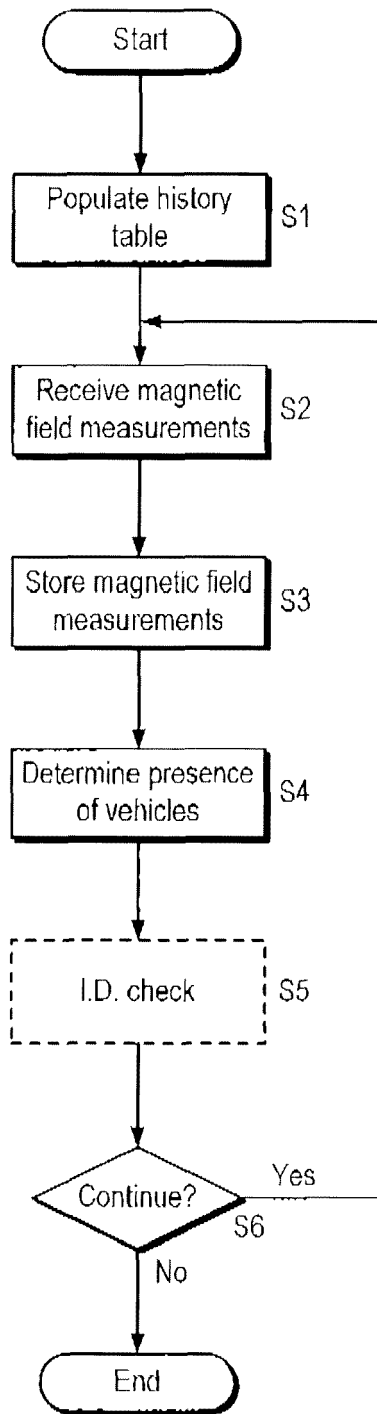 Start
Populate history
table
S1
Receive magnetic
field measurements
S2
Store magnetic field
measurements
S3
Determine presence
of vehicles
S4
I.D. check
S5
Continue?
Yes
S6
No
End